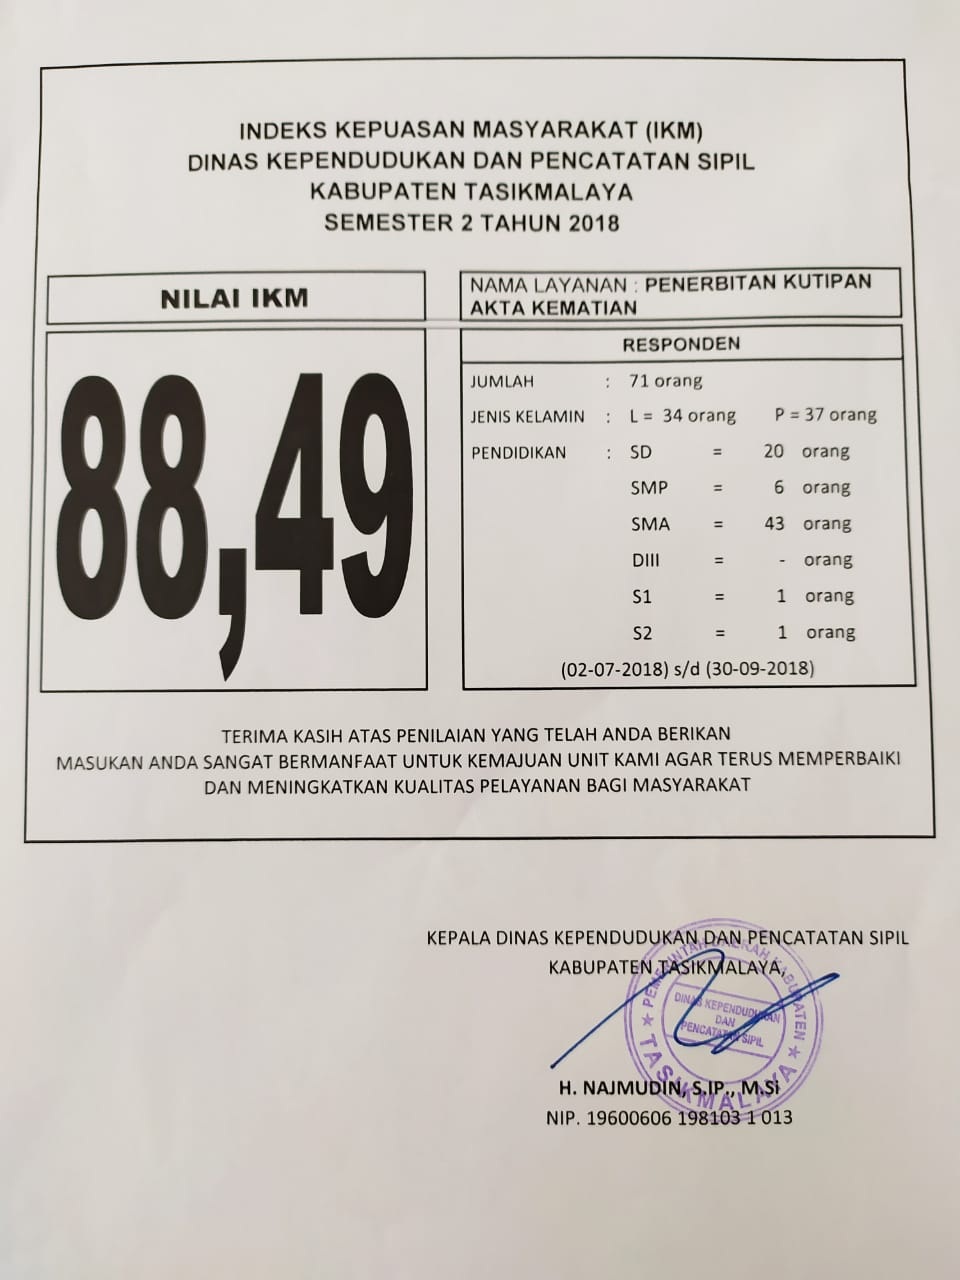 INDEKS KEPUASAN MASYARAKAT (IKM)
DINAS KEPENDUDUKAN DAN PENCATATAN SIPIL
KABUPATEN TASIKMALAYA
SEMESTER 2 TAHUN 2018
NILAI IKM
88,49
NAMA LAYANAN : PENERBITAN KUTIPAN
AKTA KEMATIAN
RESPONDEN
JUMLAH : 71 orang
JENIS KELAMIN : L = 34 orang P = 37 orang
PENDIDIKAN : SD = 20 orang
SMP = 6 orang
SMA = 43 orang
DIII = - orang
S1 = 1 orang
S2 = 1 orang
(02-07-2018) s/d (30-09-2018)
TERIMA KASIH ATAS PENILAIAN YANG TELAH ANDA BERIKAN
MASUKAN ANDA SANGAT BERMANFAAT UNTUK KEMAJUAN UNIT KAMI AGAR TERUS MEMPERBAIKI
DAN MENINGKATKAN KUALITAS PELAYANAN BAGI MASYARAKAT
KEPALA DINAS KEPENDUDUKAN DAN PENCATATAN SIPIL
KABUPATEN TASIKMALAYA,
PEMERINTAH DAERAH KABUPATEN
DINAS KEPENDUDUKAN
DAN
PENCATATAN SIPIL
TASIKMALAYA
H. NAJMUDIN, S.IP., M.Si
NIP. 19600606 198103 1 013